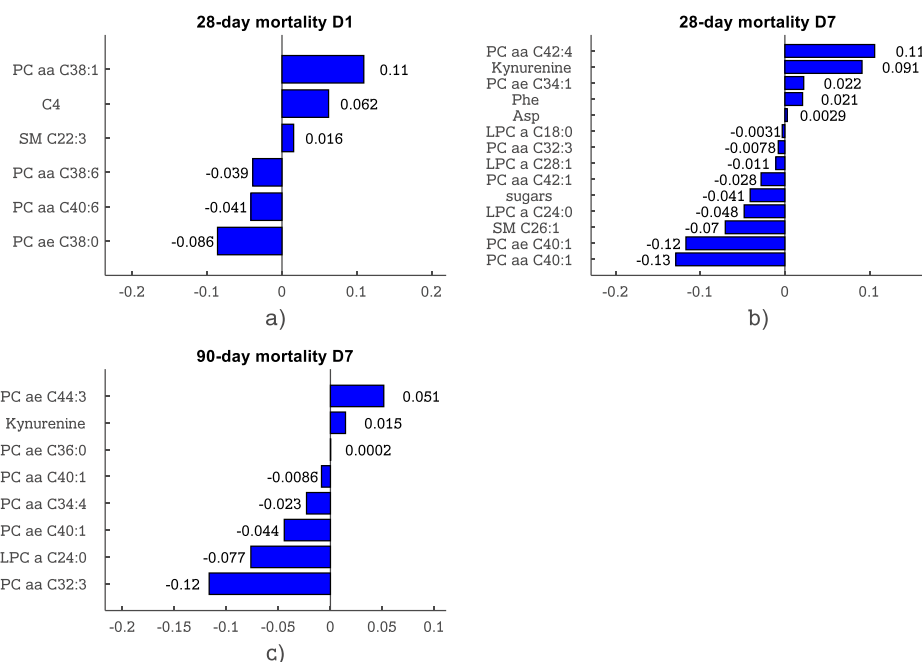 28-day mortality D1
PC aa C38:1 0.11
C4 0.062
SM C22:3 0.016
PC aa C38:6 -0.039
PC aa C40:6 -0.041
PC ae C38:0 -0.086
-0.2 -0.1 0 0.1 0.2
a)
28-day mortality D7
PC aa C42:4 0.11
Kynurenine 0.091
PC ae C34:1 0.022
Phe 0.021
Asp 0.0029
LPC a C18:0 -0.0031
PC aa C32:3 -0.0078
LPC a C28:1 -0.011
PC aa C42:1 -0.028
sugars -0.041
LPC a C24:0 -0.048
SM C26:1 -0.07
PC ae C40:1 -0.12
PC aa C40:1 -0.13
-0.2 -0.1 0 0.1
b)
90-day mortality D7
PC ae C44:3 0.051
Kynurenine 0.015
PC ae C36:0 0.0002
PC aa C40:1 -0.0086
PC aa C34:4 -0.023
PC ae C40:1 -0.044
LPC a C24:0 -0.077
PC aa C32:3 -0.12
-0.2 -0.15 -0.1 -0.05 0 0.05 0.1
c)